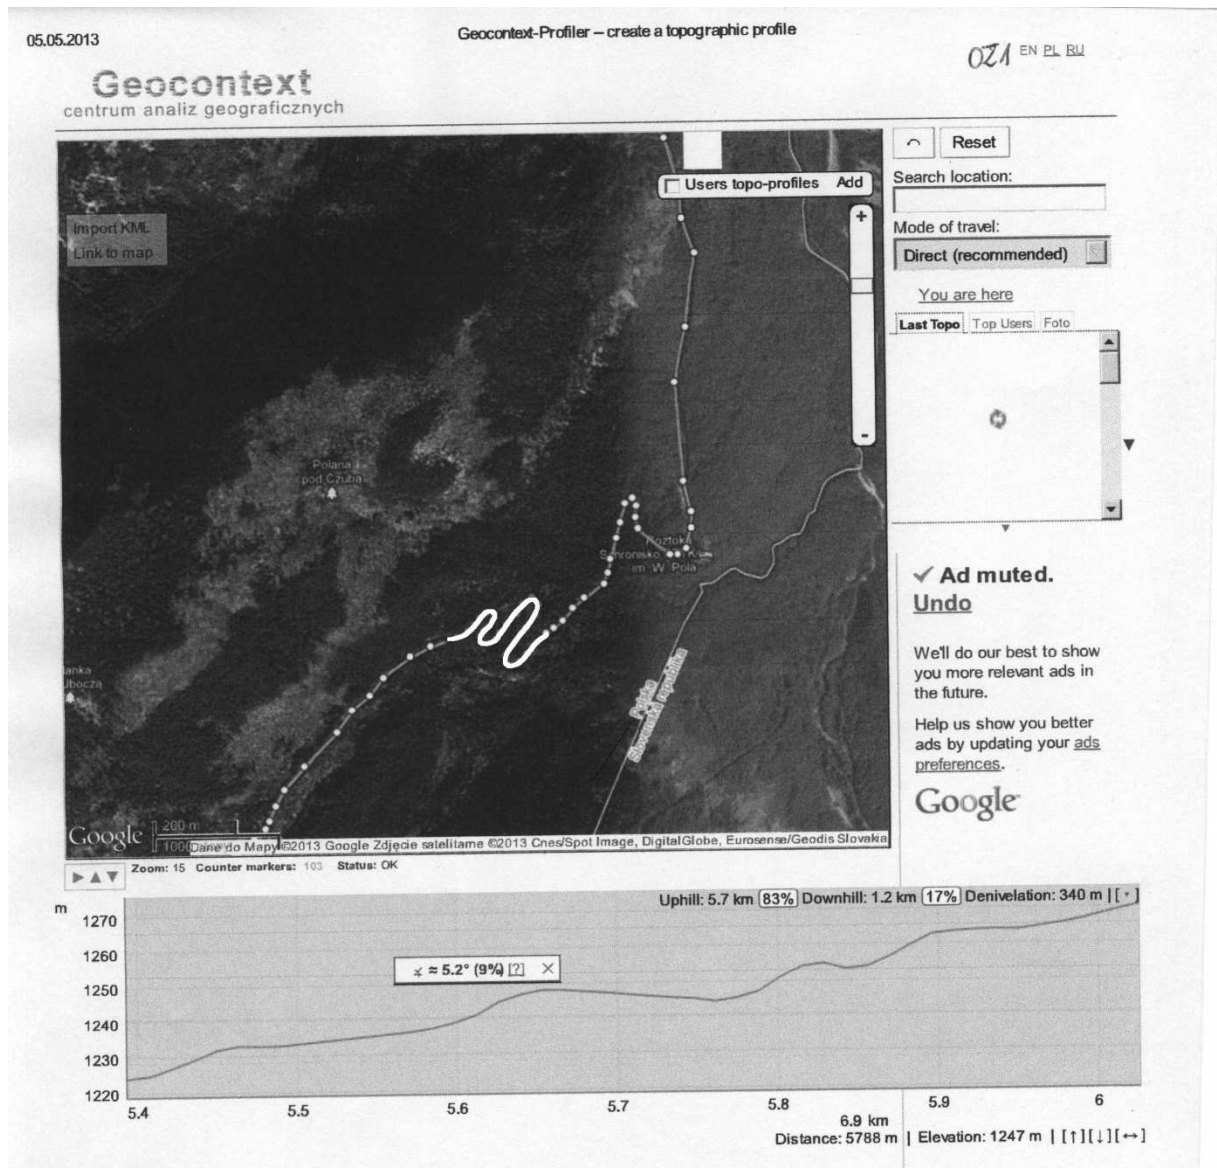 05.05.2013
Geocontext-Profiler – create a topographic profile
OZ1 EN PL RU
Geocontext
centrum analiz geograficznych
Reset
Users topo-profiles Add
Search location:
Import KML
Link to map
+
Mode of travel:
Direct (recommended)
You are here
Last Topo Top Users Foto
-
Polana
pod Czuba
Roztoka
Schronisko
im. W. Pola
✓ Ad muted.
Undo
We'll do our best to show
you more relevant ads in
the future.
Help us show you better
ads by updating your ads
preferences.
Google
Polska
Slovenská republika
Google
200 m
1000
Dane do Mapy ©2013 Google Zdjecie satelitarne ©2013 Cnes/Spot Image, DigitalGlobe, Eurosense/Geodis Slovakia
Zoom: 15 Counter markers: 103 Status: OK
Uphill: 5.7 km 83% Downhill: 1.2 km 17% Denivelation: 340 m | [ ▾ ]
m
1270
1260
∡ ≈ 5.2° (9%) [?] ×
1250
1240
1230
1220
5.4 5.5 5.6 5.7 5.8 5.9 6
6.9 km
Distance: 5788 m | Elevation: 1247 m | [↑][↓][↔]